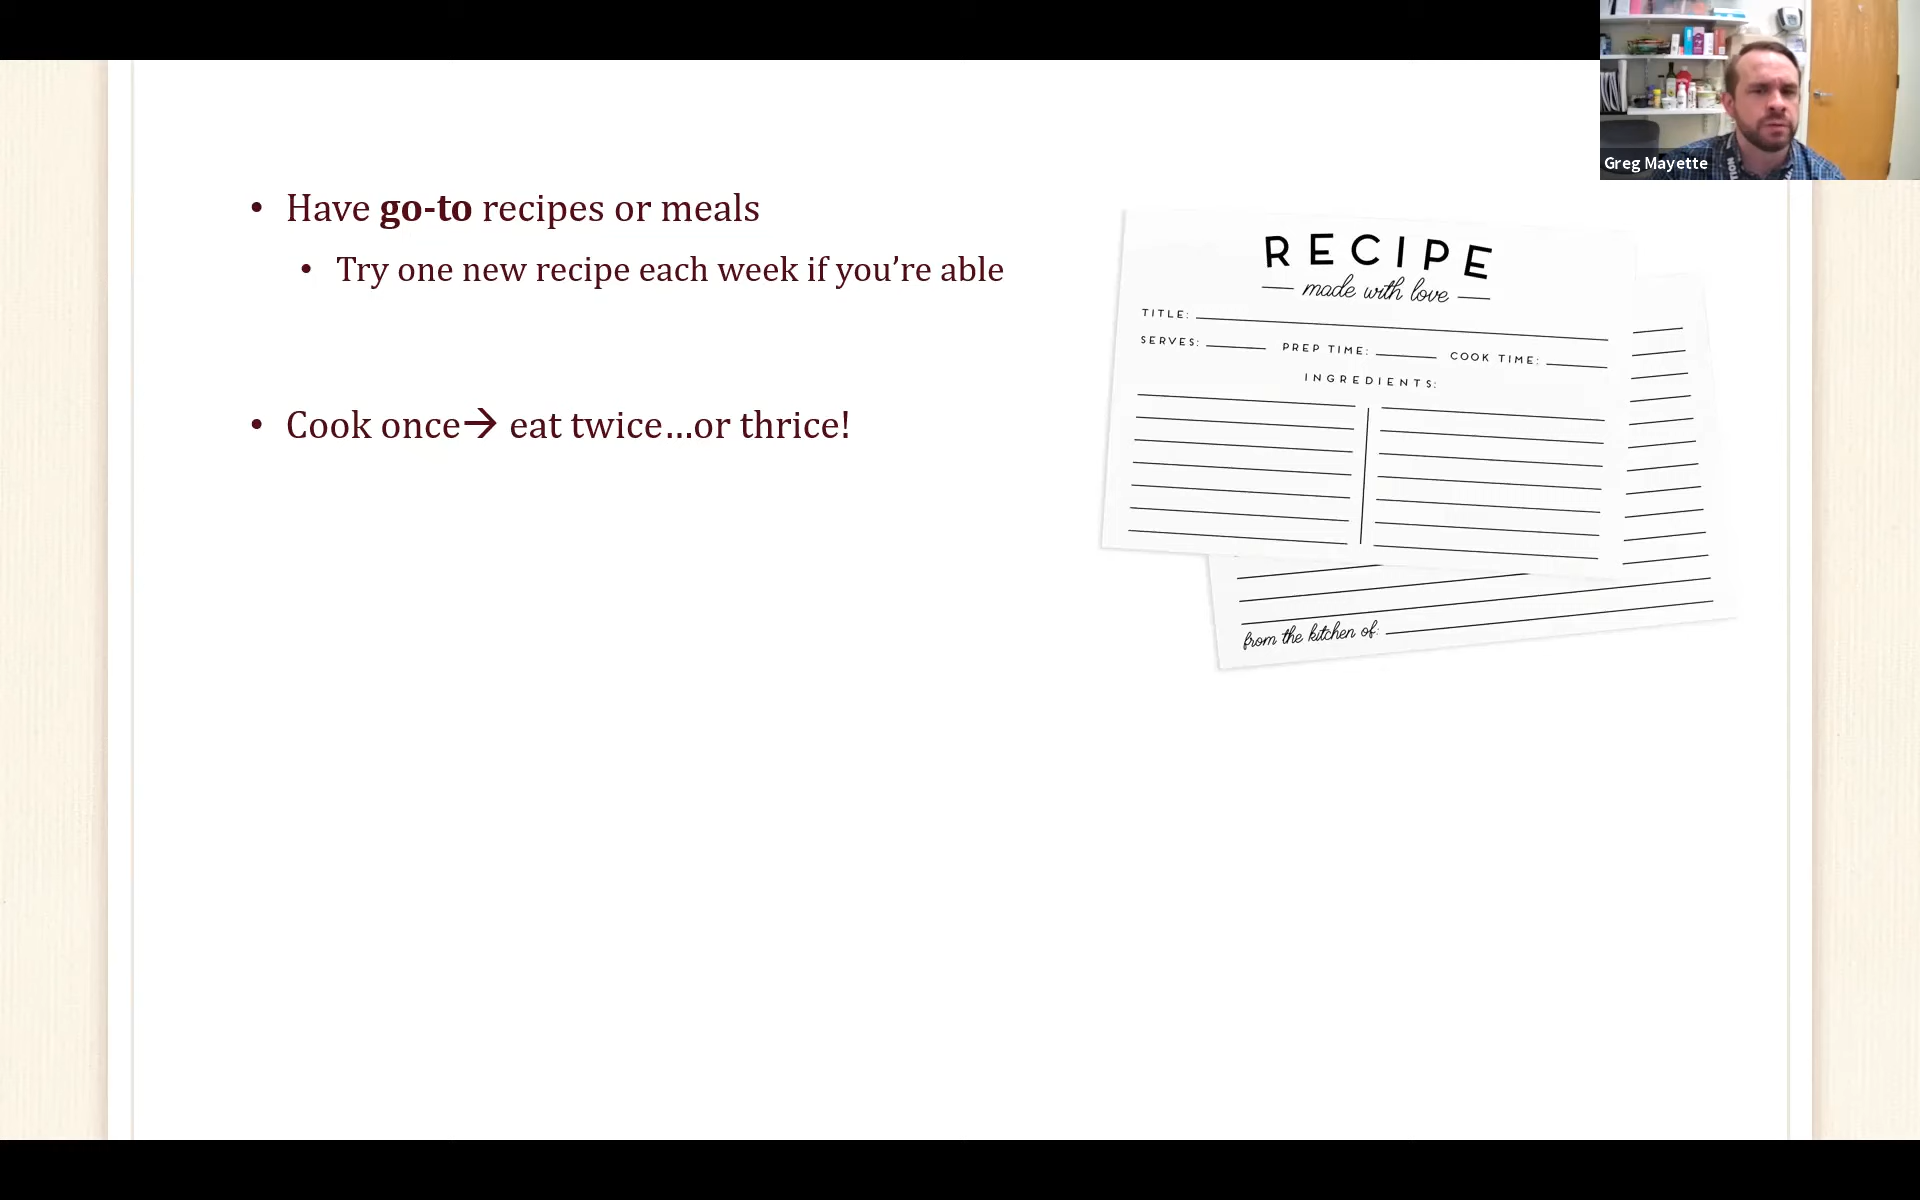 Greg Mayette
• Have go-to recipes or meals
• Try one new recipe each week if you’re able
• Cook once→ eat twice…or thrice!
RECIPE
made with love
TITLE:
SERVES: PREP TIME: COOK TIME:
INGREDIENTS:
from the kitchen of: